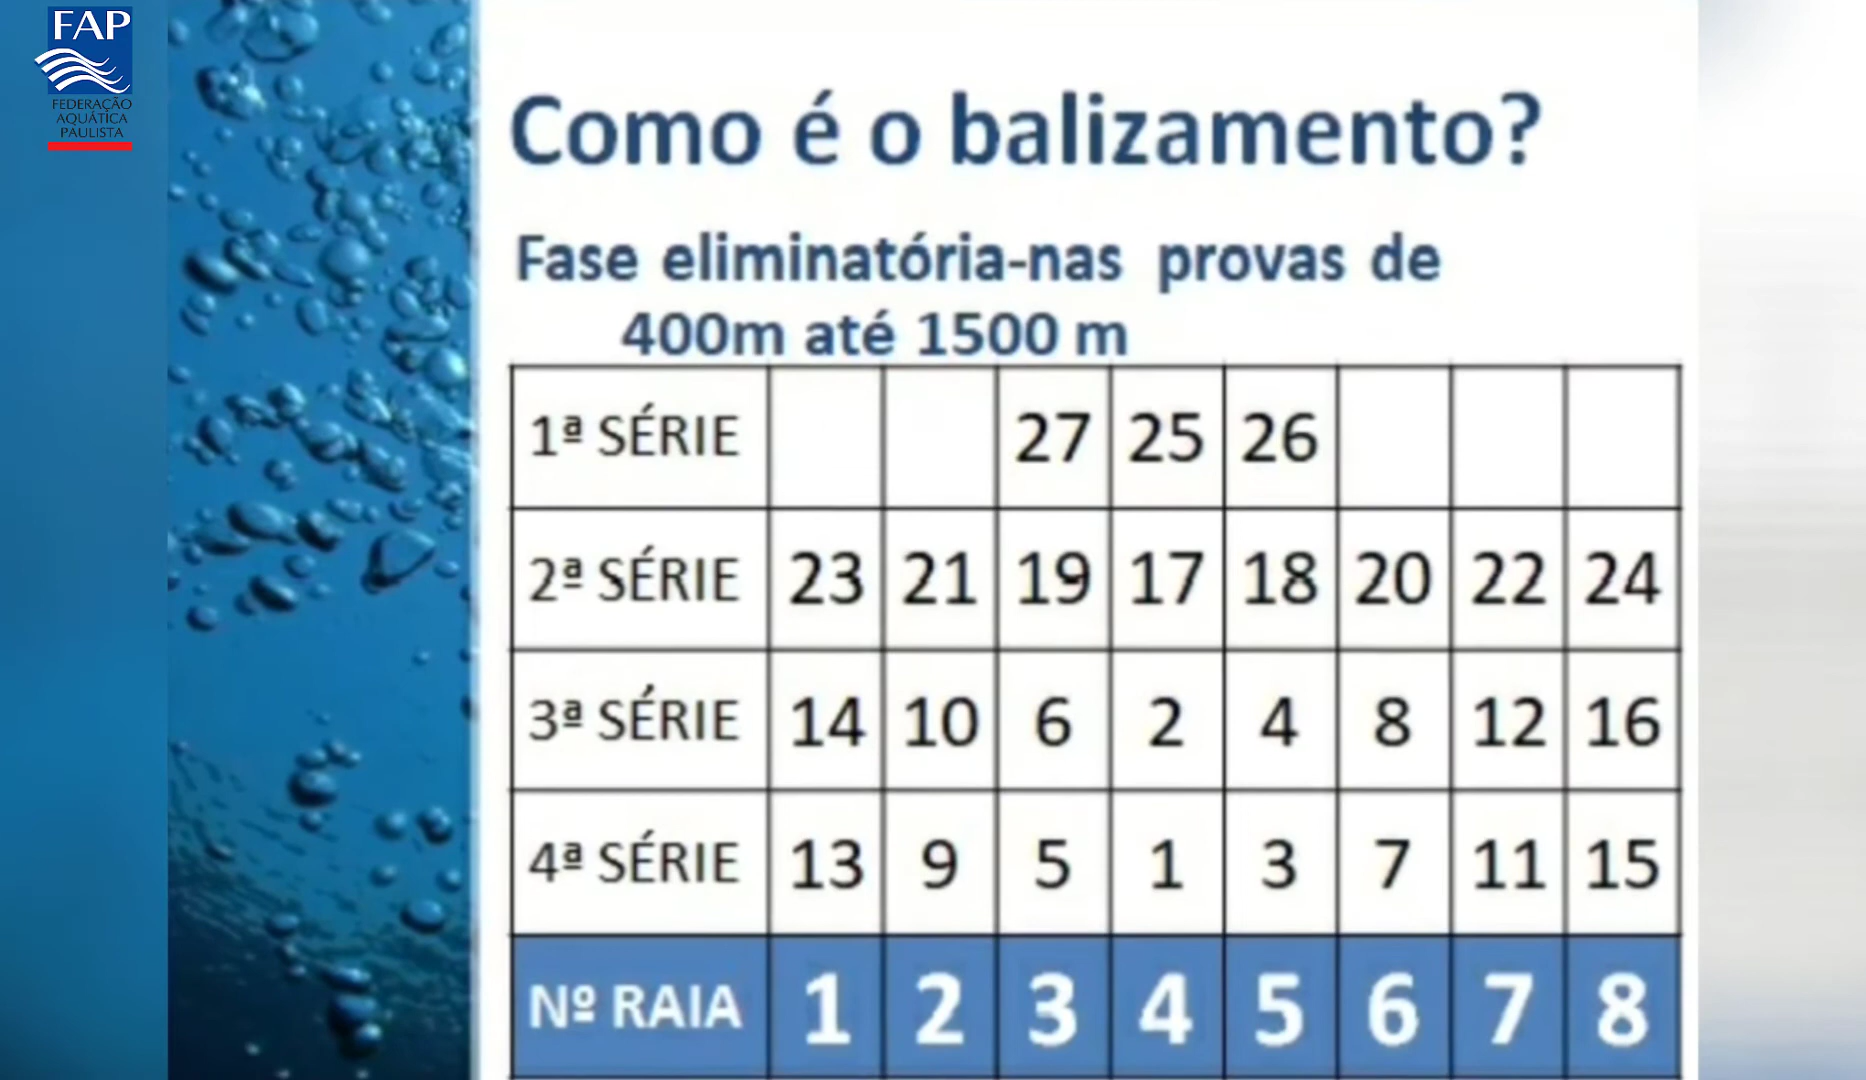 FAP
FEDERAÇÃO
AQUÁTICA
PAULISTA
Como é o balizamento?
Fase eliminatória-nas provas de
400m até 1500 m
1ª SÉRIE 27 25 26
2ª SÉRIE 23 21 19 17 18 20 22 24
3ª SÉRIE 14 10 6 2 4 8 12 16
4ª SÉRIE 13 9 5 1 3 7 11 15
Nº RAIA 1 2 3 4 5 6 7 8